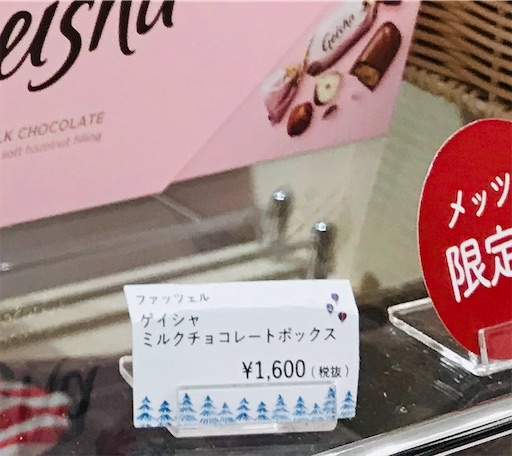 Geisha
Geisha
LK CHOCOLATE
soft hazelnut filling
メッツ
限定
ファッツェル
ゲイシャ
ミルクチョコレートボックス
¥1,600(税抜)